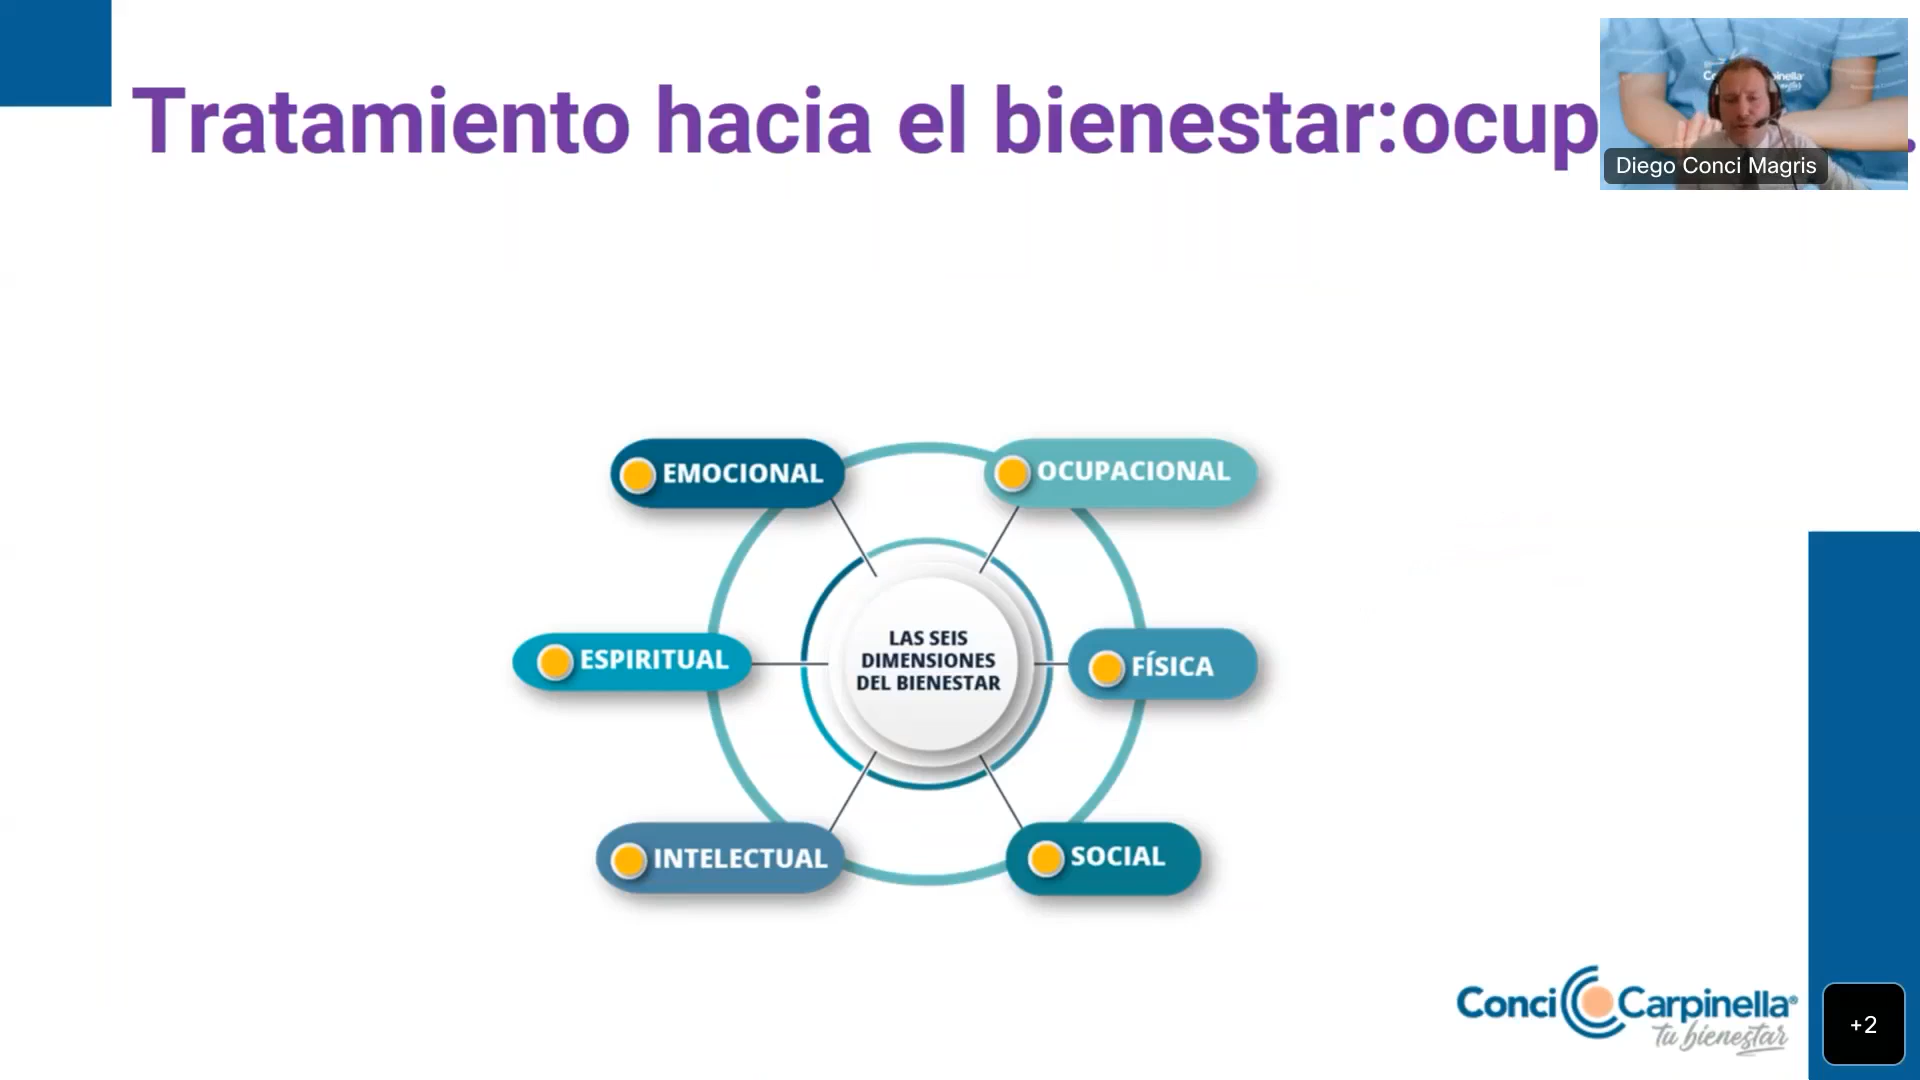 Tratamiento hacia el bienestar:ocup
Diego Conci Magris
EMOCIONAL
OCUPACIONAL
ESPIRITUAL
LAS SEIS
DIMENSIONES
DEL BIENESTAR
FÍSICA
INTELECTUAL
SOCIAL
Conci Carpinella®
tu bienestar
+2